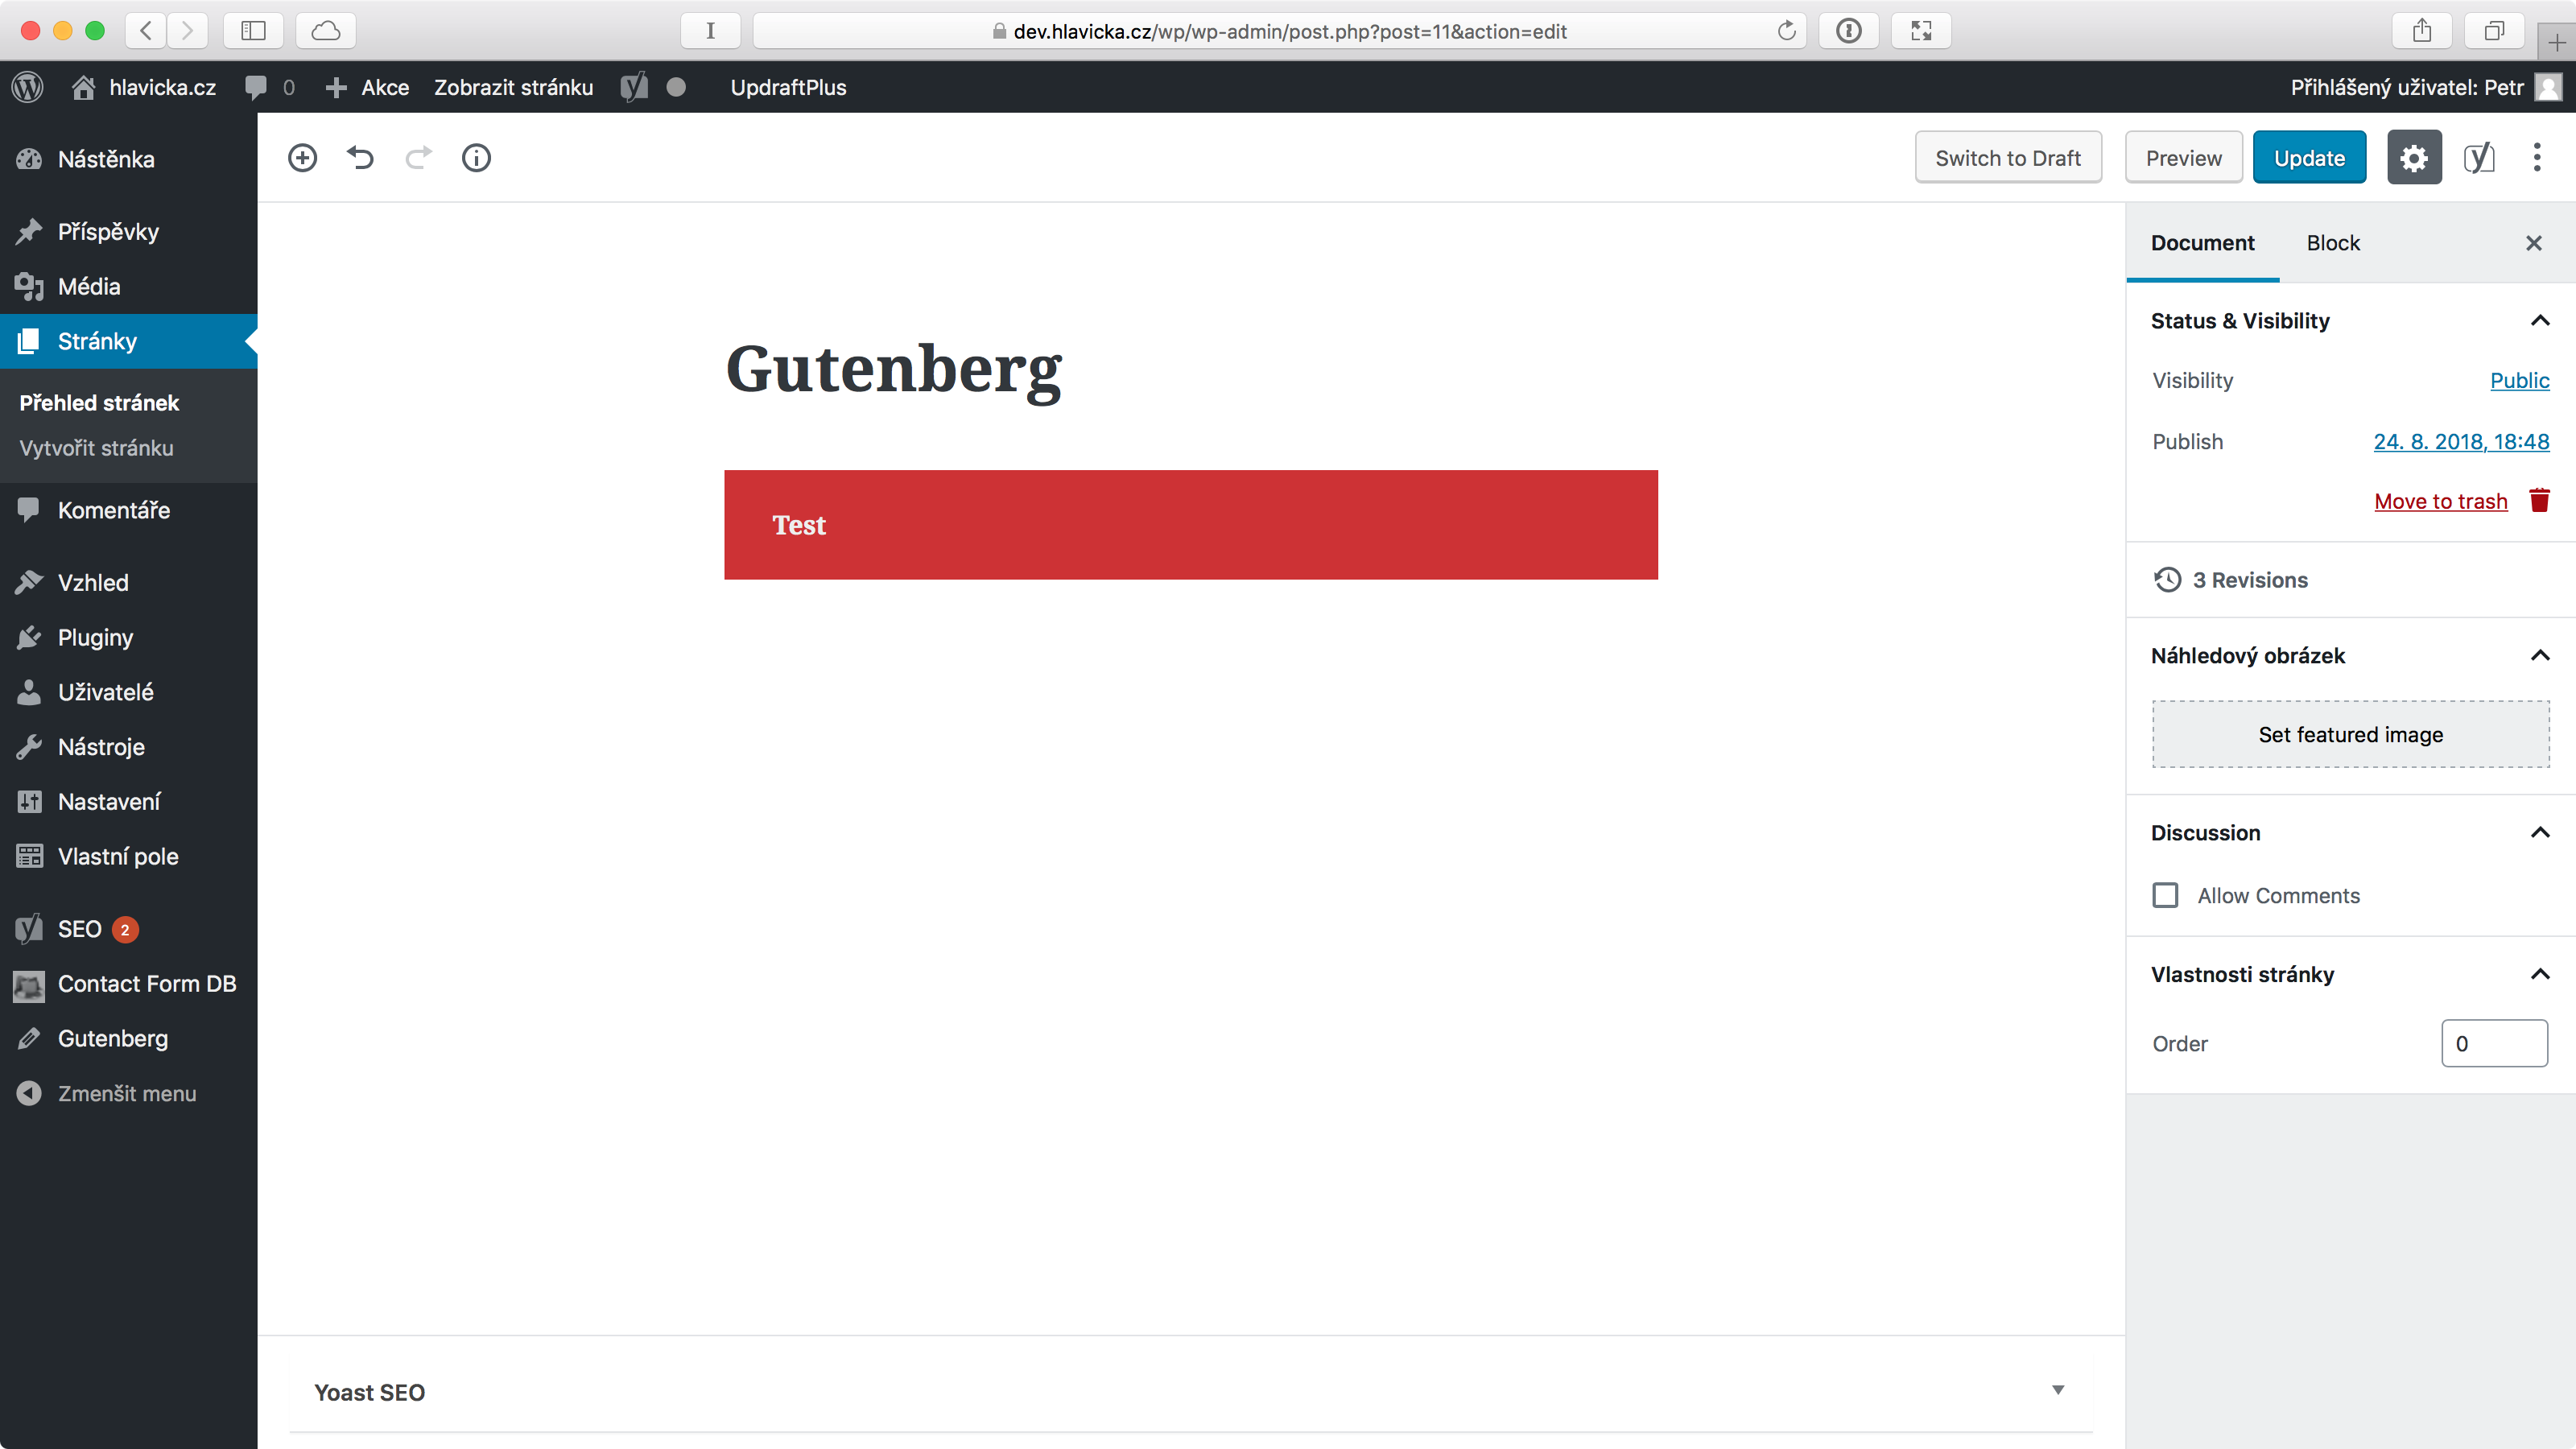 dev.hlavicka.cz/wp/wp-admin/post.php?post=11&action=edit
hlavicka.cz 0 Akce Zobrazit stránku UpdraftPlus Přihlášený uživatel: Petr
Nástěnka
Příspěvky
Média
Stránky
Přehled stránek
Vytvořit stránku
Komentáře
Vzhled
Pluginy
Uživatelé
Nástroje
Nastavení
Vlastní pole
SEO 2
Contact Form DB
Gutenberg
Zmenšit menu
Switch to Draft Preview Update
Gutenberg
Test
Yoast SEO
Document Block
Status & Visibility
Visibility Public
Publish 24. 8. 2018, 18:48
Move to trash
3 Revisions
Náhledový obrázek
Set featured image
Discussion
Allow Comments
Vlastnosti stránky
Order 0